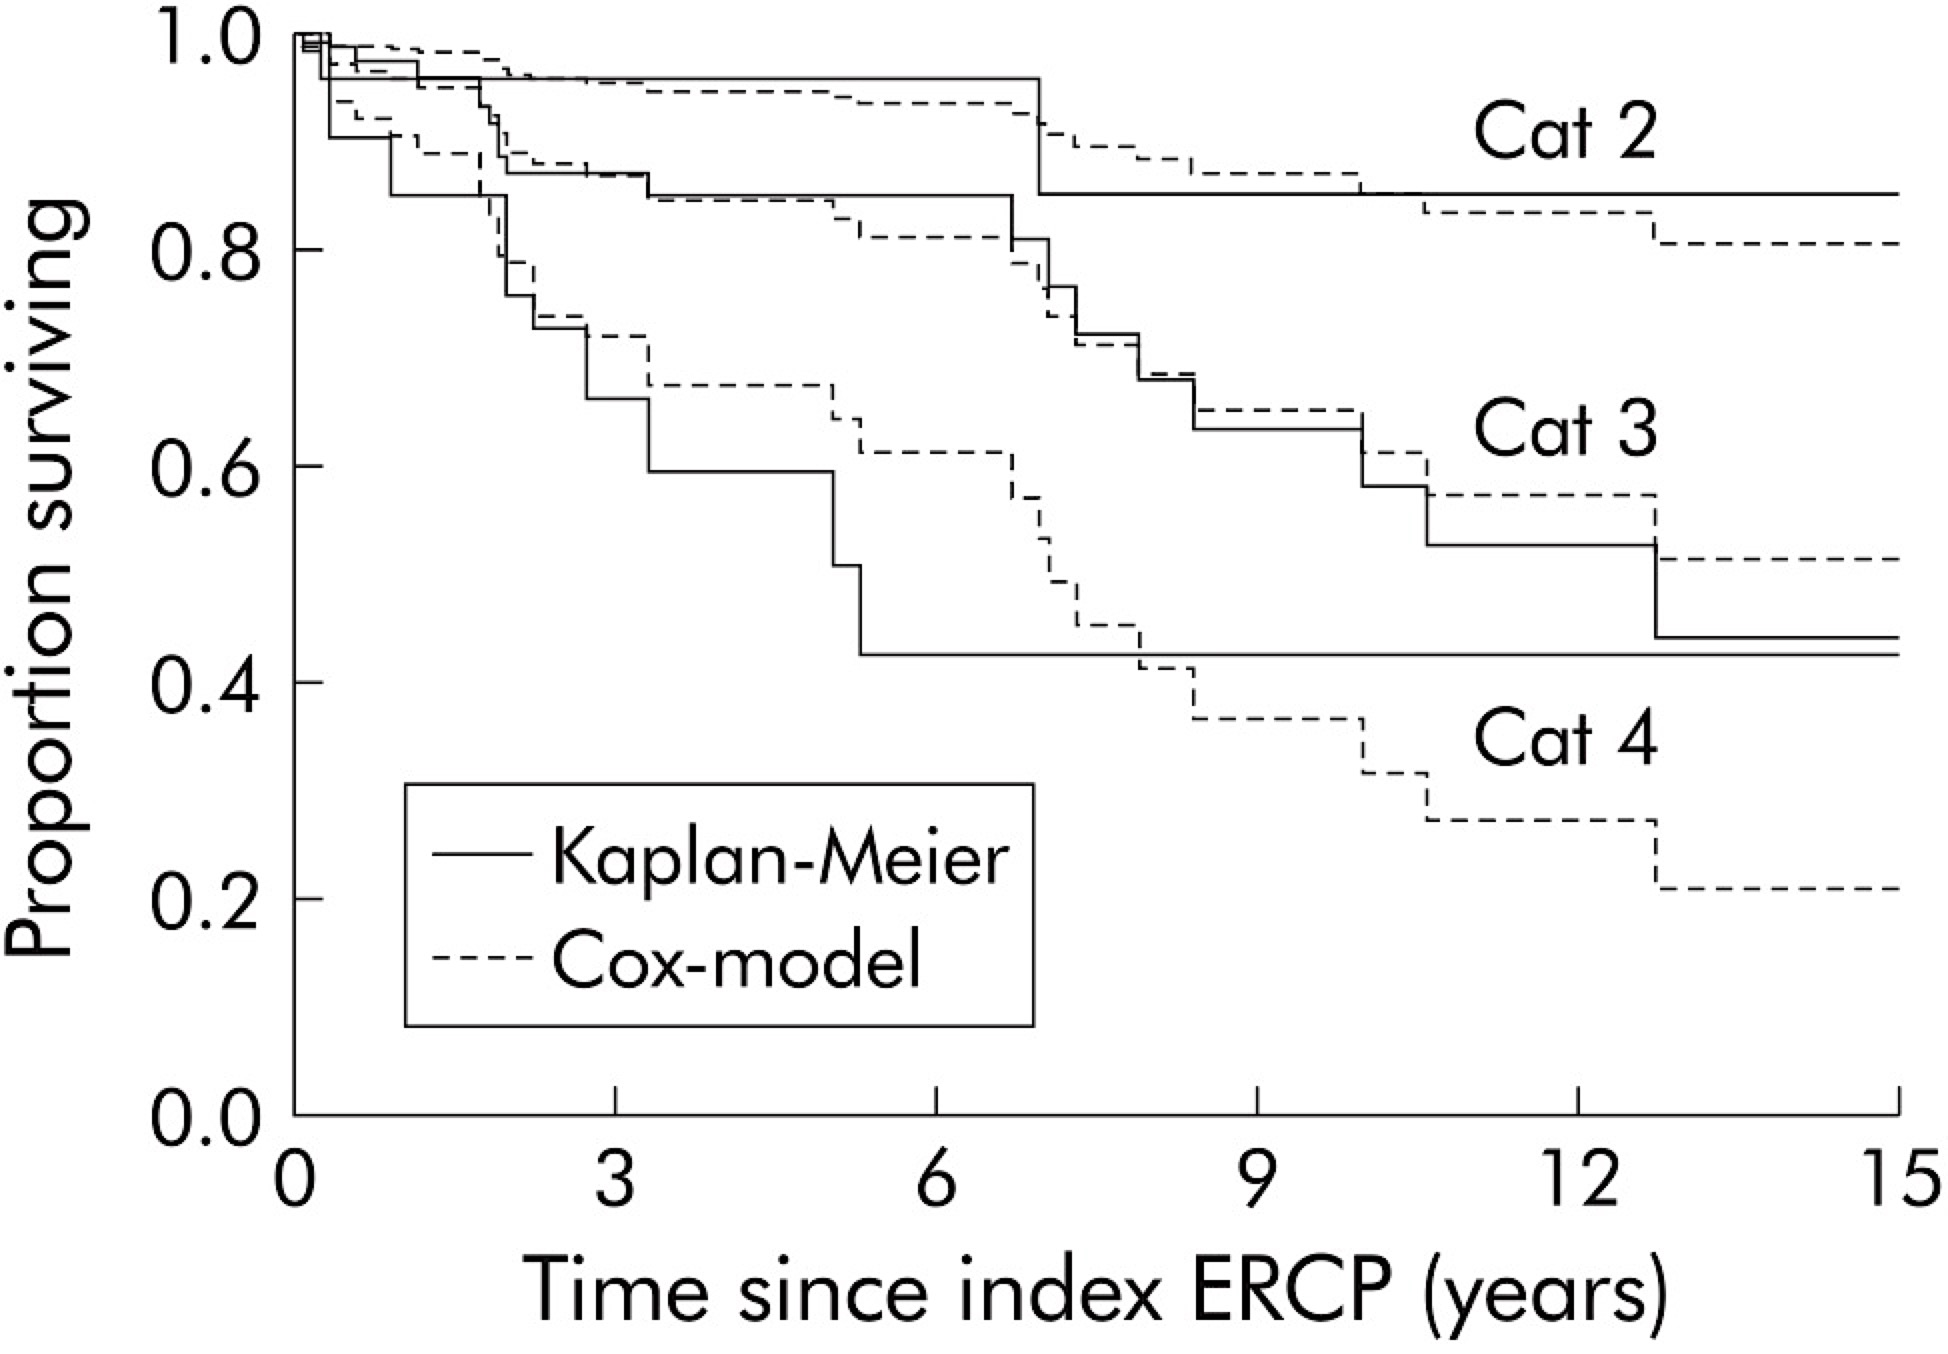 Proportion surviving
1.0
0.8
0.6
0.4
0.2
0.0
Cat 2
Cat 3
Cat 4
Kaplan-Meier
Cox-model
0 3 6 9 12 15
Time since index ERCP (years)